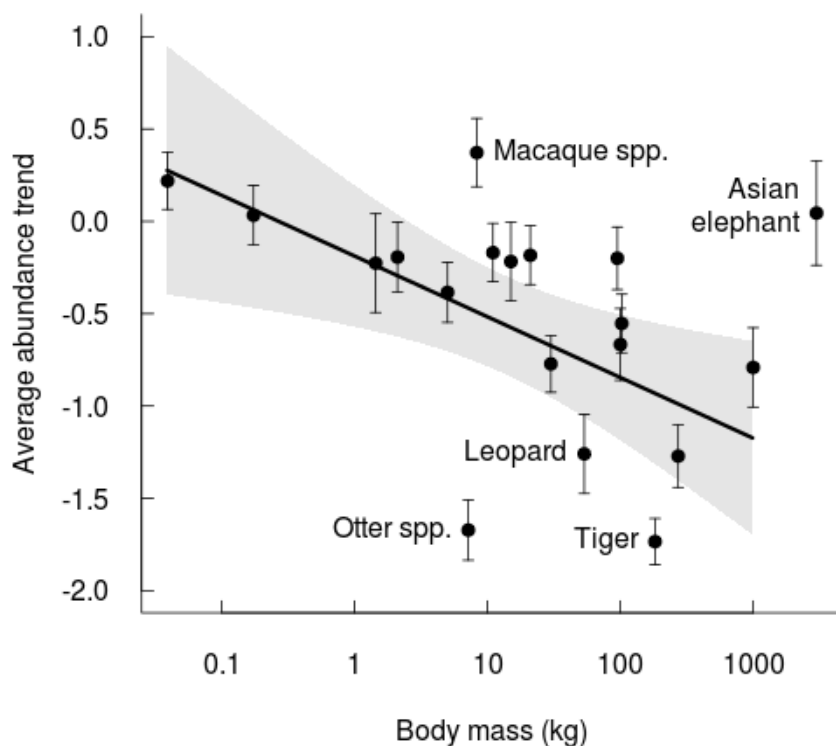 1.0
0.5
0.0
-0.5
-1.0
-1.5
-2.0
Average abundance trend
Macaque spp.
Asian
elephant
Leopard
Otter spp.
Tiger
0.1
1
10
100
1000
Body mass (kg)